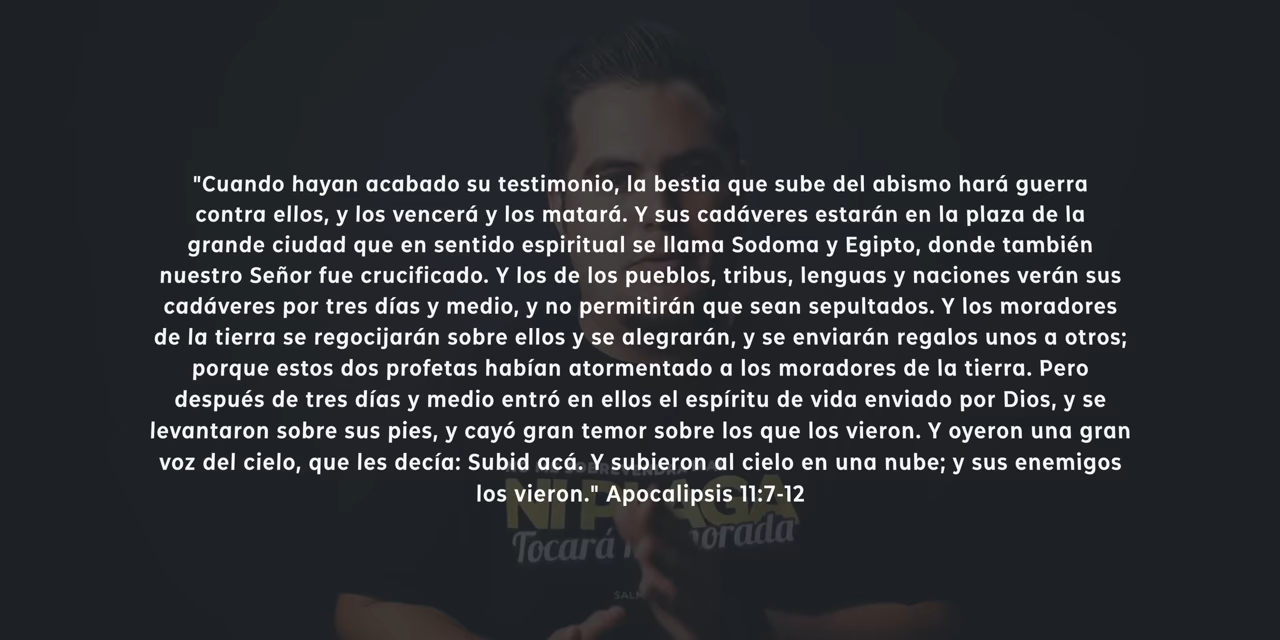 "Cuando hayan acabado su testimonio, la bestia que sube del abismo hará guerra
contra ellos, y los vencerá y los matará. Y sus cadáveres estarán en la plaza de la
grande ciudad que en sentido espiritual se llama Sodoma y Egipto, donde también
nuestro Señor fue crucificado. Y los de los pueblos, tribus, lenguas y naciones verán sus
cadáveres por tres días y medio, y no permitirán que sean sepultados. Y los moradores
de la tierra se regocijarán sobre ellos y se alegrarán, y se enviarán regalos unos a otros;
porque estos dos profetas habían atormentado a los moradores de la tierra. Pero
después de tres días y medio entró en ellos el espíritu de vida enviado por Dios, y se
levantaron sobre sus pies, y cayó gran temor sobre los que los vieron. Y oyeron una gran
voz del cielo, que les decía: Subid acá. Y subieron al cielo en una nube; y sus enemigos
los vieron." Apocalipsis 11:7-12
NI
Tocará